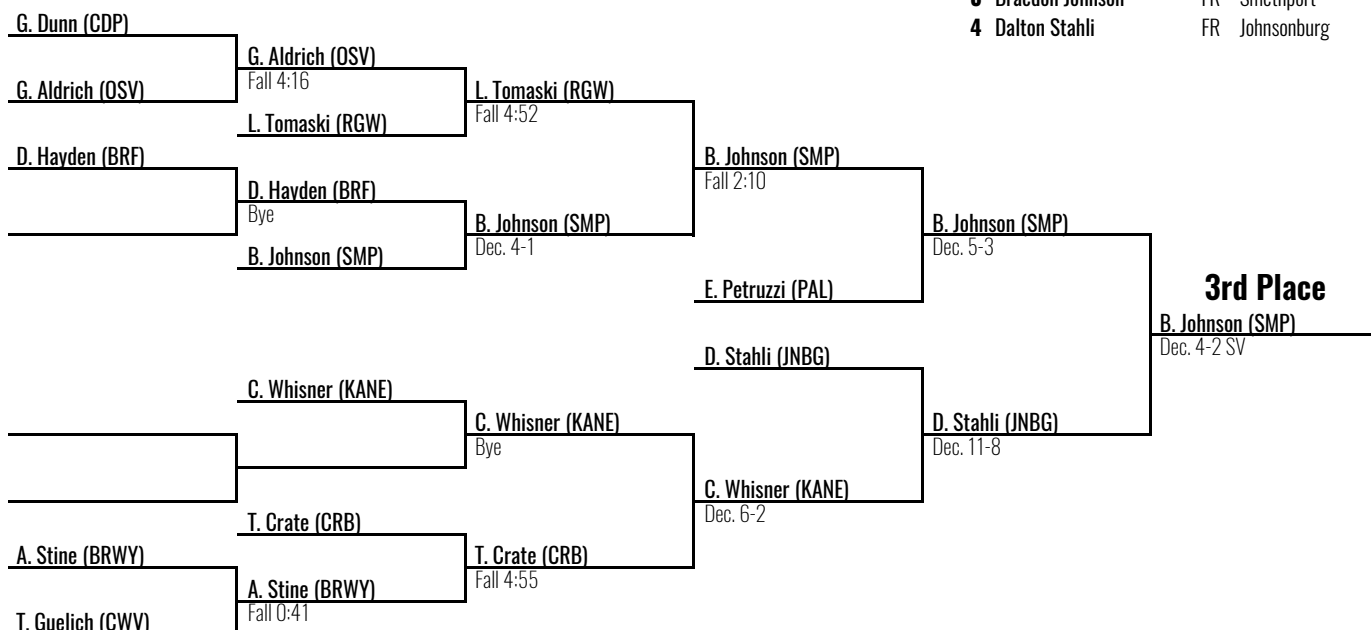 3 Braedon Johnson FR Smethport
4 Dalton Stahli FR Johnsonburg
G. Dunn (CDP)
G. Aldrich (OSV)
Fall 4:16
G. Aldrich (OSV)
L. Tomaski (RGW)
Fall 4:52
L. Tomaski (RGW)
D. Hayden (BRF)
B. Johnson (SMP)
Fall 2:10
D. Hayden (BRF)
Bye
B. Johnson (SMP)
Dec. 4-1
B. Johnson (SMP)
Dec. 5-3
B. Johnson (SMP)
E. Petruzzi (PAL)
3rd Place
B. Johnson (SMP)
Dec. 4-2 SV
D. Stahli (JNBG)
C. Whisner (KANE)
C. Whisner (KANE)
Bye
D. Stahli (JNBG)
Dec. 11-8
C. Whisner (KANE)
Dec. 6-2
T. Crate (CRB)
A. Stine (BRWY)
T. Crate (CRB)
Fall 4:55
A. Stine (BRWY)
Fall 0:41
T. Guelich (CWV)